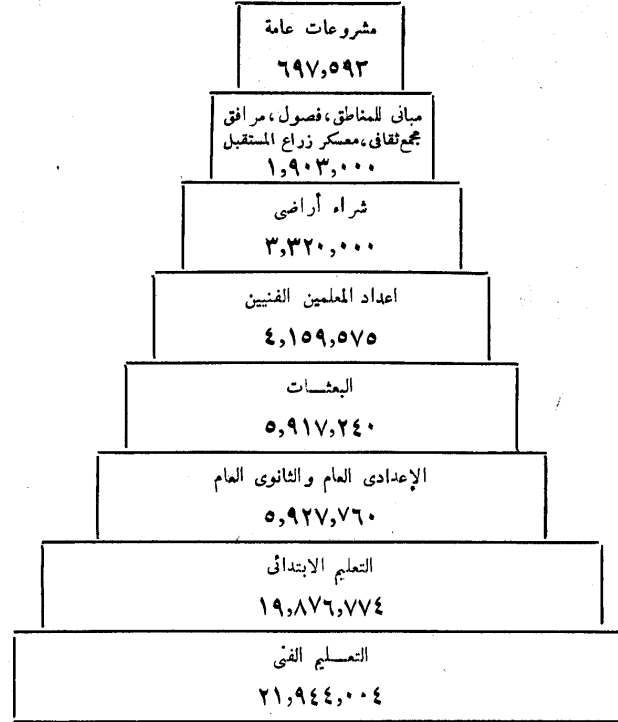 مشروعات عامة
٦٩٧,٥٩٣
مبانى للمناطق، فصول، مرافق
مجمع ثقافى، معسكر زراع المستقبل
١,٩٠٣,٠٠٠
شراء أراضى
٣,٣٢٠,٠٠٠
اعداد المعلمين الفنيين
٤,١٥٩,٥٧٥
البعثـــات
٥,٩١٧,٢٤٠
الإعدادى العام والثانوى العام
٥,٩٢٧,٧٦٠
التعليم الابتدائى
١٩,٨٧٦,٧٧٤
التعـــليم الفنى
٢١,٩٤٤,٠٠٤